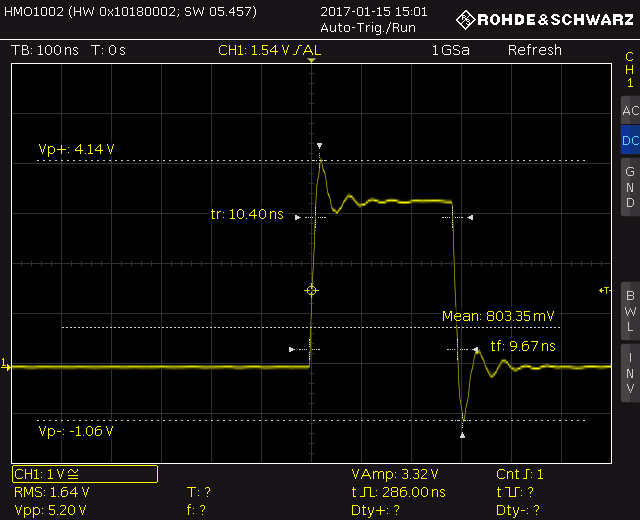 HMO1002 (HW 0x10180002; SW 05.457)
2017-01-15 15:01
Auto-Trig./Run
ROHDE&SCHWARZ
TB: 100 ns
T: 0 s
CH1: 1.54 V AL
1 GSa
Refresh
CH1
AC
DC
GND
BWL
INV
Vp+: 4.14 V
tr: 10.40 ns
T
Mean: 803.35 mV
tf: 9.67 ns
1
Vp-: -1.06 V
CH1: 1 V
VAmp: 3.32 V
Cnt: 1
RMS: 1.64 V
T: ?
t: 286.00 ns
t: ?
Vpp: 5.20 V
f: ?
Dty+: ?
Dty-: ?